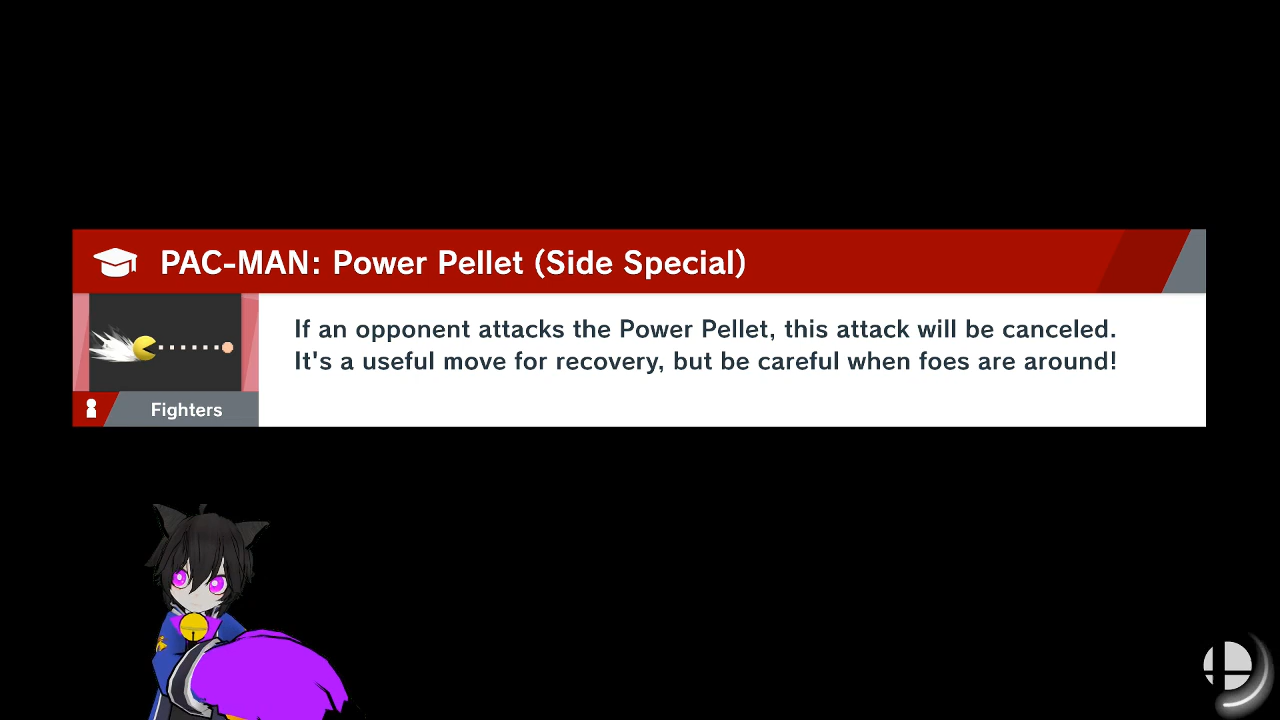 PAC-MAN: Power Pellet (Side Special)
If an opponent attacks the Power Pellet, this attack will be canceled.
It's a useful move for recovery, but be careful when foes are around!
Fighters